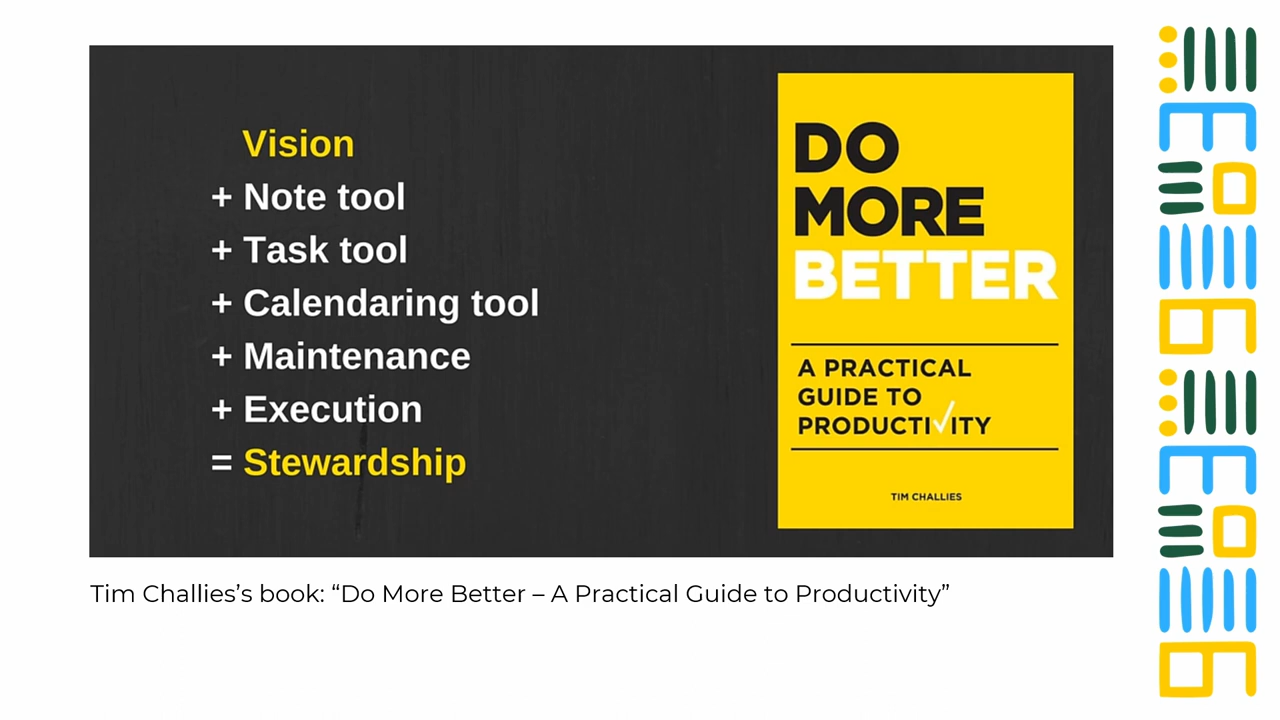 Vision
+ Note tool
+ Task tool
+ Calendaring tool
+ Maintenance
+ Execution
= Stewardship
DO
MORE
BETTER
A PRACTICAL
GUIDE TO
PRODUCTIVITY
TIM CHALLIES
Tim Challies’s book: “Do More Better – A Practical Guide to Productivity”